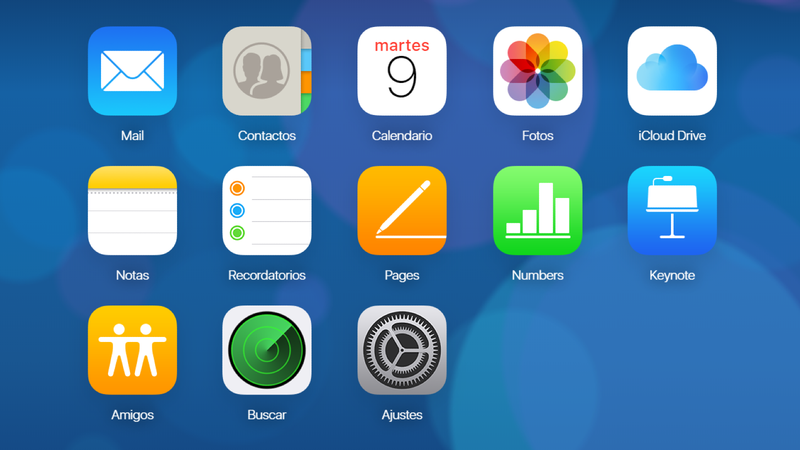 martes
9
Mail
Contactos
Calendario
Fotos
iCloud Drive
Notas
Recordatorios
Pages
Numbers
Keynote
Amigos
Buscar
Ajustes